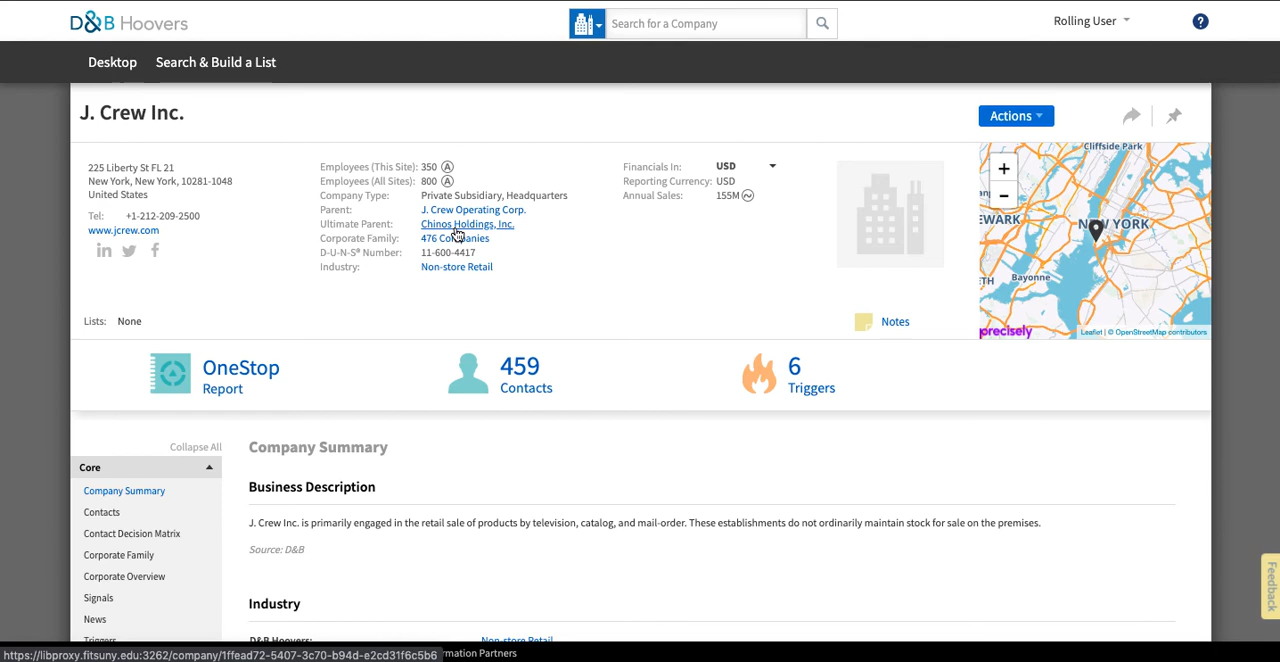 D&B Hoovers
Search for a Company
Rolling User
?
Desktop
Search & Build a List
J. Crew Inc.
Actions
225 Liberty St FL 21
New York, New York, 10281-1048
United States
Tel: +1-212-209-2500
www.jcrew.com
Employees (This Site): 350 A
Employees (All Sites): 800 A
Company Type: Private Subsidiary, Headquarters
Parent: J. Crew Operating Corp.
Ultimate Parent: Chinos Holdings, Inc.
Corporate Family: 476 Companies
D-U-N-S® Number: 11-600-4417
Industry: Non-store Retail
Financials In: USD
Reporting Currency: USD
Annual Sales: 155M
Cliffside Park
+
−
EWARK
NEW YORK
Bayonne
ETH
precisely
Leaflet | © OpenStreetMap contributors
Lists: None
Notes
OneStop
Report
459
Contacts
6
Triggers
Collapse All
Core
Company Summary
Contacts
Contact Decision Matrix
Corporate Family
Corporate Overview
Signals
News
Triggers
Company Summary
Business Description
J. Crew Inc. is primarily engaged in the retail sale of products by television, catalog, and mail-order. These establishments do not ordinarily maintain stock for sale on the premises.
Source: D&B
Industry
D&B Hoovers: Non-store Retail
Feedback
https://libproxy.fitsuny.edu:3262/company/1ffead72-5407-3c70-b94d-e2cd31f6c5b6
rmation Partners